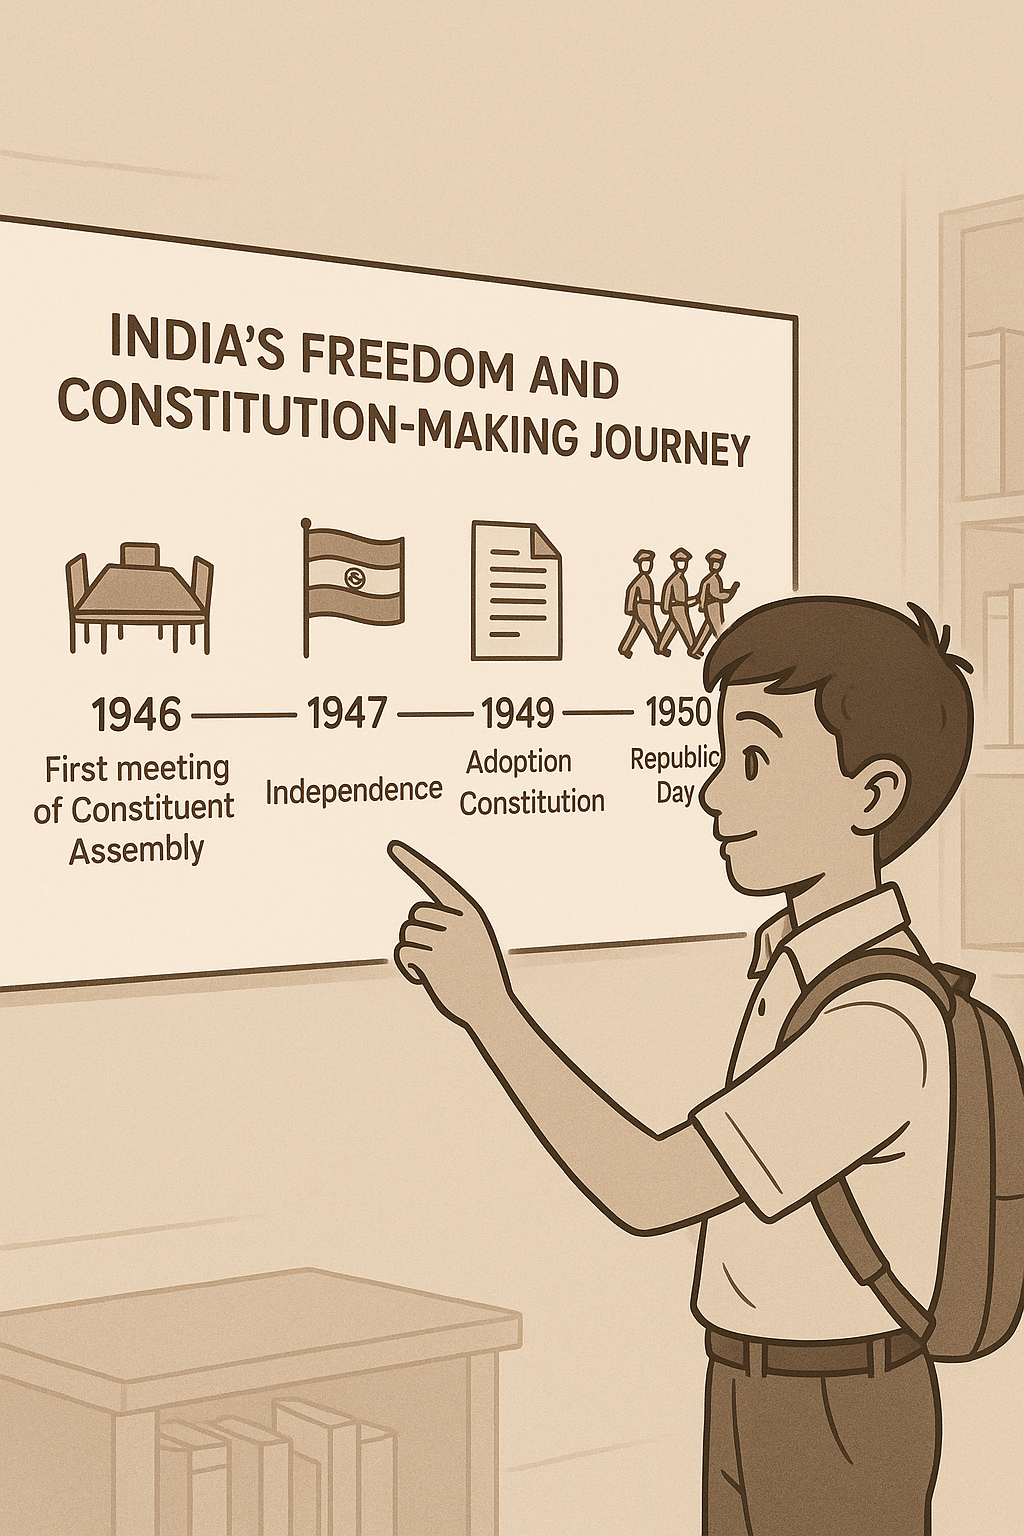 INDIA'S FREEDOM AND
CONSTITUTION-MAKING JOURNEY
1946
1947
1949
1950
First meeting
of Constituent
Assembly
Independence
Adoption
Constitution
Republic
Day